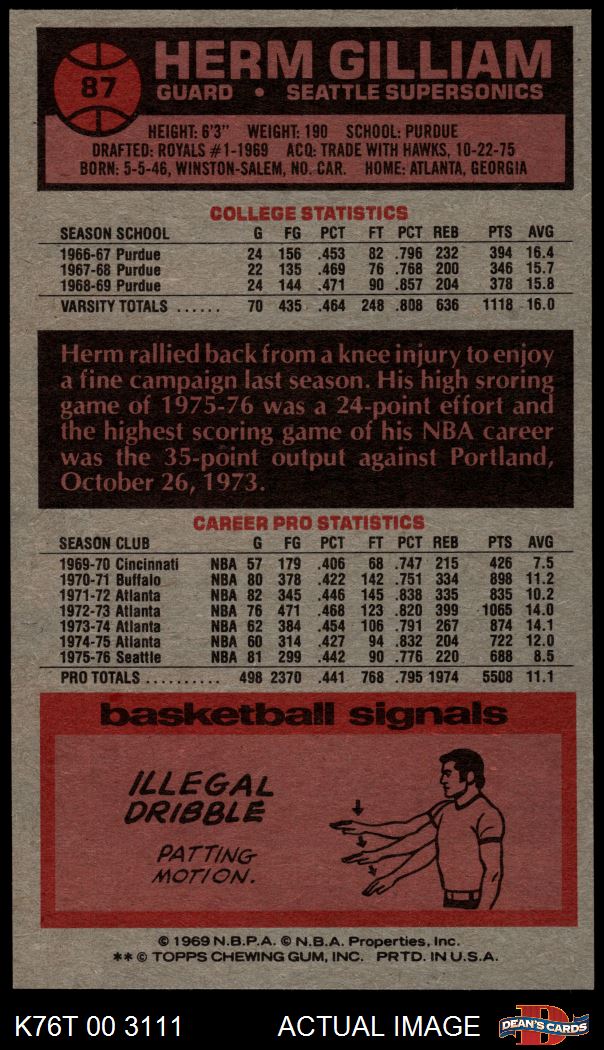 87
HERM GILLIAM
GUARD • SEATTLE SUPERSONICS
HEIGHT: 6'3" WEIGHT: 190 SCHOOL: PURDUE
DRAFTED: ROYALS #1-1969 ACQ: TRADE WITH HAWKS, 10-22-75
BORN: 5-5-46, WINSTON-SALEM, NO. CAR. HOME: ATLANTA, GEORGIA
COLLEGE STATISTICS
SEASON SCHOOL G FG PCT FT PCT REB PTS AVG
1966-67 Purdue 24 156 .453 82 .796 232 394 16.4
1967-68 Purdue 22 135 .469 76 .768 200 346 15.7
1968-69 Purdue 24 144 .471 90 .857 204 378 15.8
VARSITY TOTALS ...... 70 435 .464 248 .808 636 1118 16.0
Herm rallied back from a knee injury to enjoy
a fine campaign last season. His high sroring
game of 1975-76 was a 24-point effort and
the highest scoring game of his NBA career
was the 35-point output against Portland,
October 26, 1973.
CAREER PRO STATISTICS
SEASON CLUB G FG PCT FT PCT REB PTS AVG
1969-70 Cincinnati NBA 57 179 .406 68 .747 215 426 7.5
1970-71 Buffalo NBA 80 378 .422 142 .751 334 898 11.2
1971-72 Atlanta NBA 82 345 .446 145 .838 335 835 10.2
1972-73 Atlanta NBA 76 471 .468 123 .820 399 1065 14.0
1973-74 Atlanta NBA 62 384 .454 106 .791 267 874 14.1
1974-75 Atlanta NBA 60 314 .427 94 .832 204 722 12.0
1975-76 Seattle NBA 81 299 .442 90 .776 220 688 8.5
PRO TOTALS .......... 498 2370 .441 768 .795 1974 5508 11.1
basketball signals
ILLEGAL
DRIBBLE
PATTING
MOTION.
© 1969 N.B.P.A. © N.B.A. Properties, Inc.
** © TOPPS CHEWING GUM, INC. PRTD. IN U.S.A.
K76T 00 3111 ACTUAL IMAGE DEAN'S CARDS